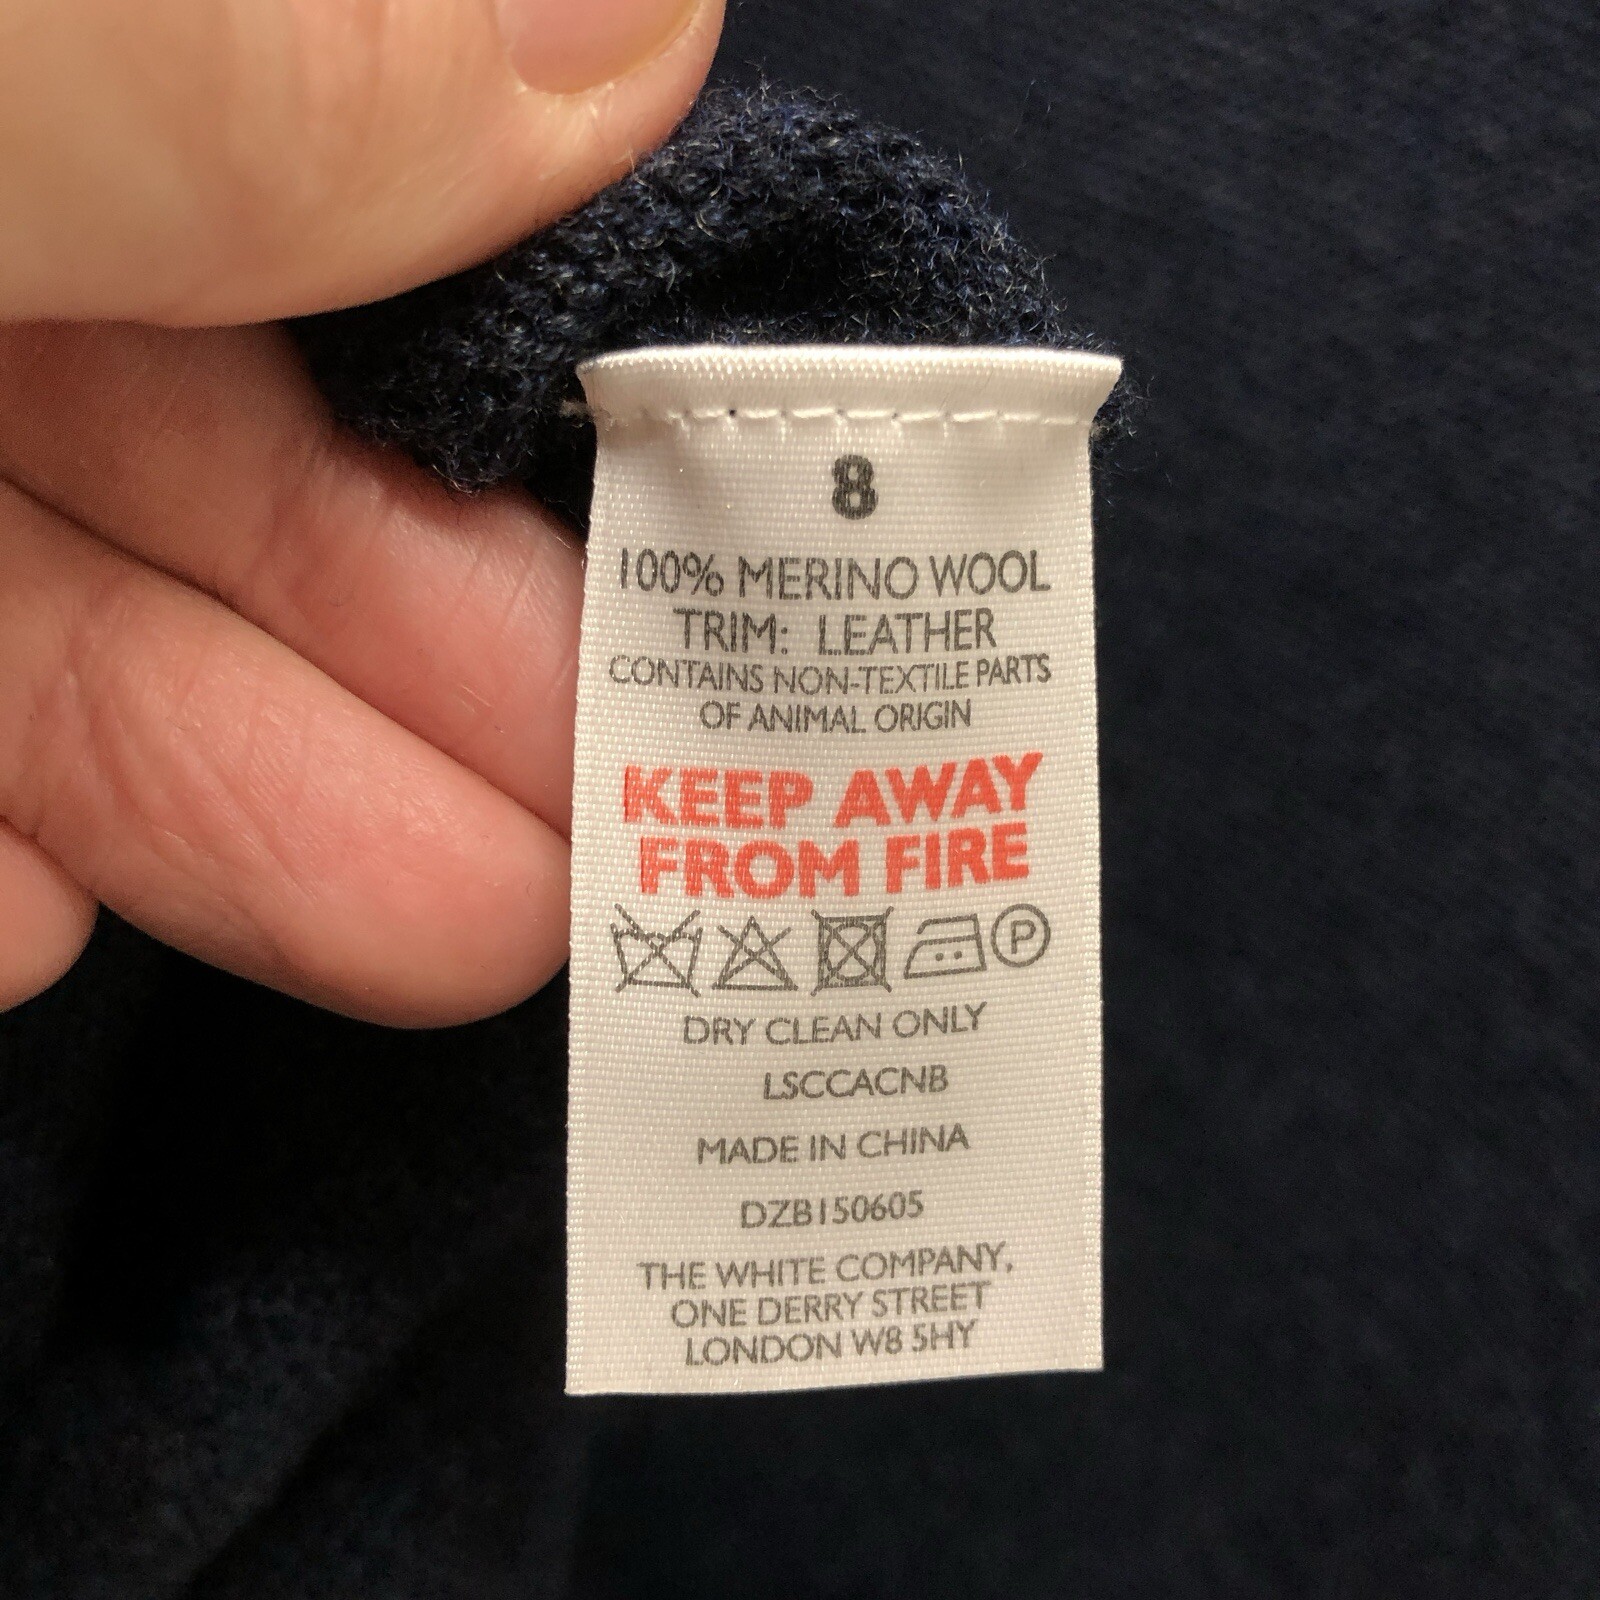 8
100% MERINO WOOL
TRIM: LEATHER
CONTAINS NON-TEXTILE PARTS
OF ANIMAL ORIGIN
KEEP AWAY
FROM FIRE
P
DRY CLEAN ONLY
LSCCACNB
MADE IN CHINA
DZB150605
THE WHITE COMPANY,
ONE DERRY STREET
LONDON W8 5HY